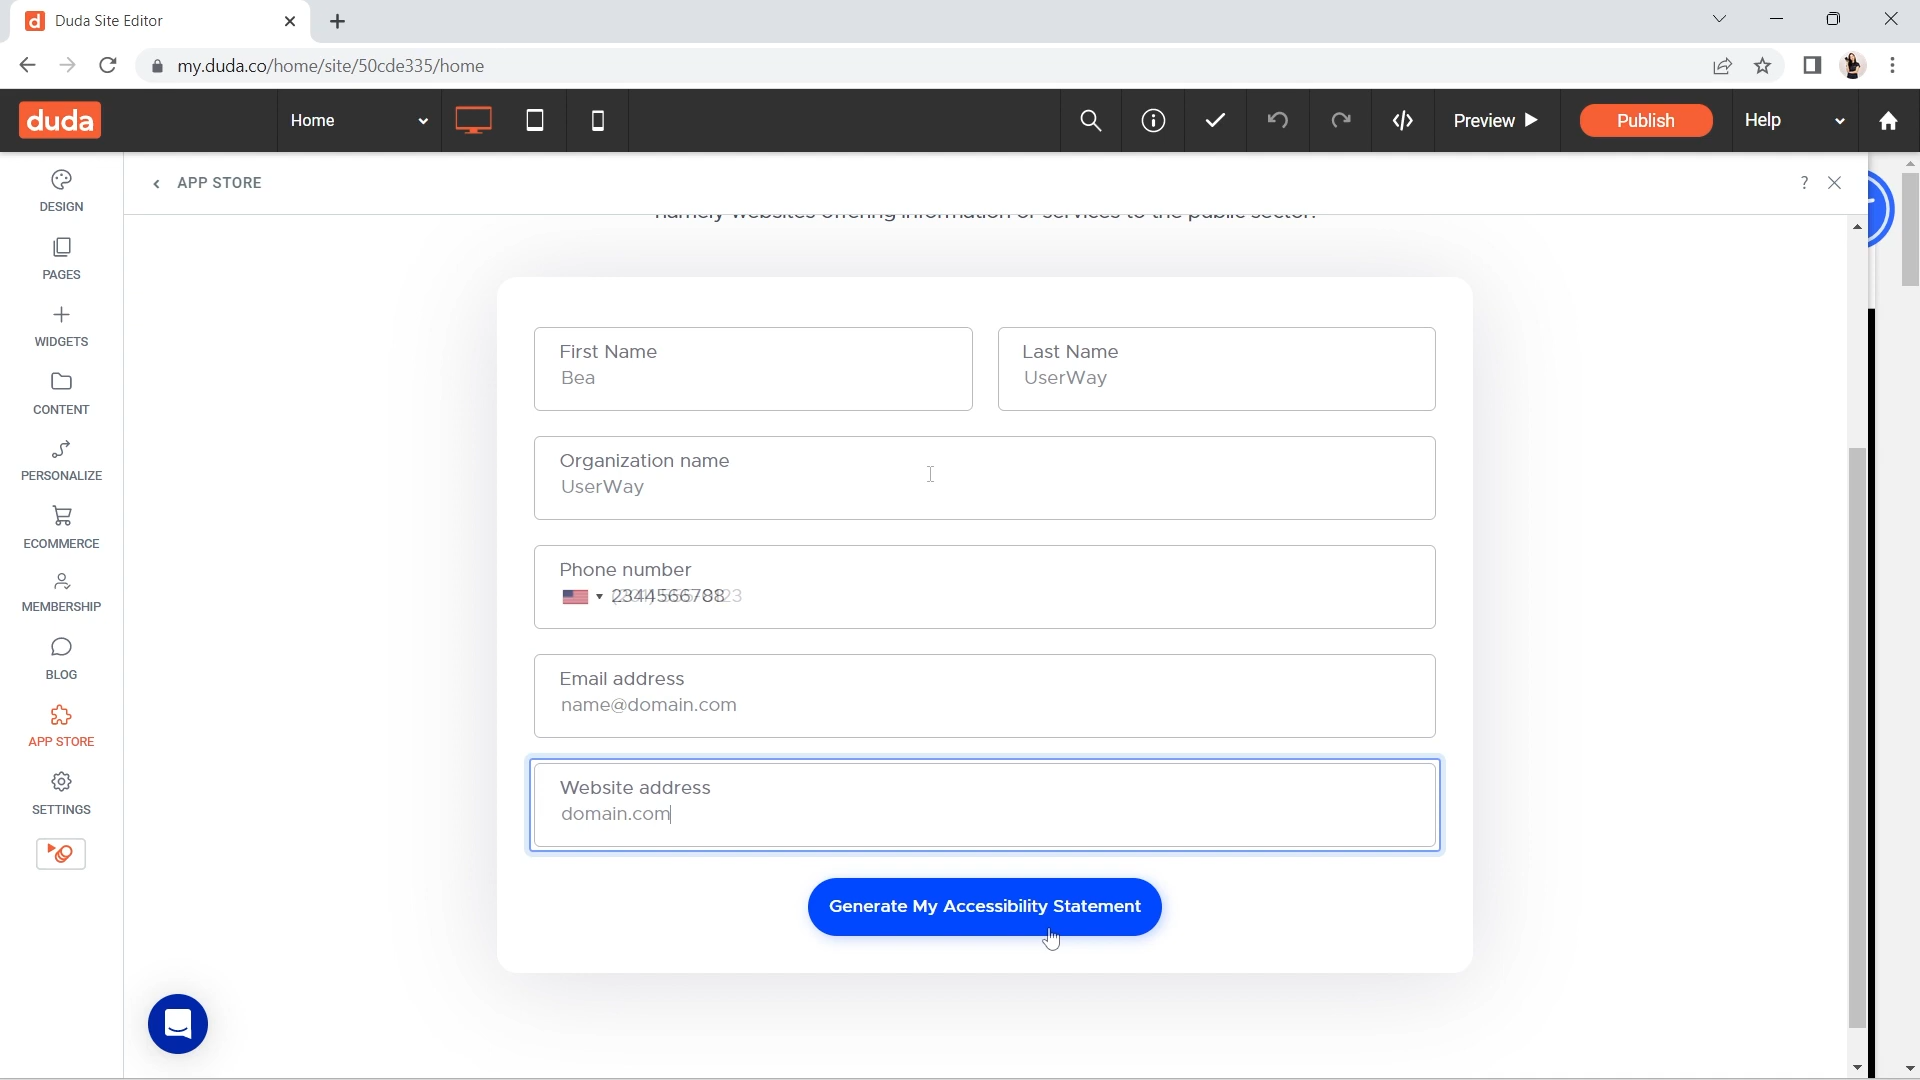 Duda Site Editor
my.duda.co/home/site/50cde335/home
duda
Home
Preview
Publish
Help
DESIGN
PAGES
WIDGETS
CONTENT
PERSONALIZE
ECOMMERCE
MEMBERSHIP
BLOG
APP STORE
SETTINGS
APP STORE
?
namely websites offering information or services to the public sector.
First Name
Bea
Last Name
UserWay
Organization name
UserWay
Phone number
2344566788
Email address
name@domain.com
Website address
domain.com
Generate My Accessibility Statement